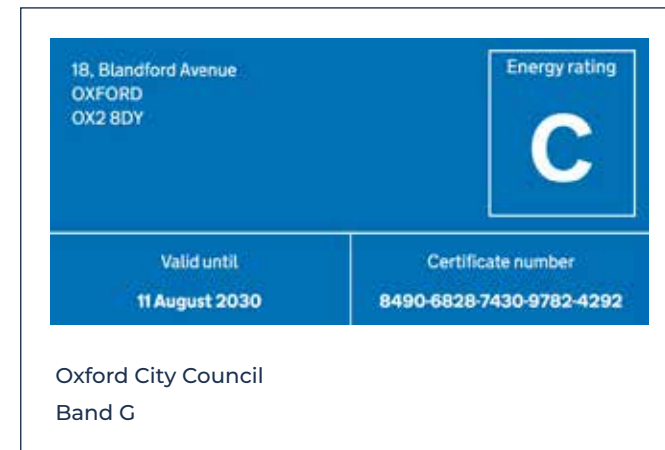 18, Blandford Avenue
OXFORD
OX2 8DY
Energy rating
C
Valid until
11 August 2030
Certificate number
8490-6828-7430-9782-4292
Oxford City Council
Band G